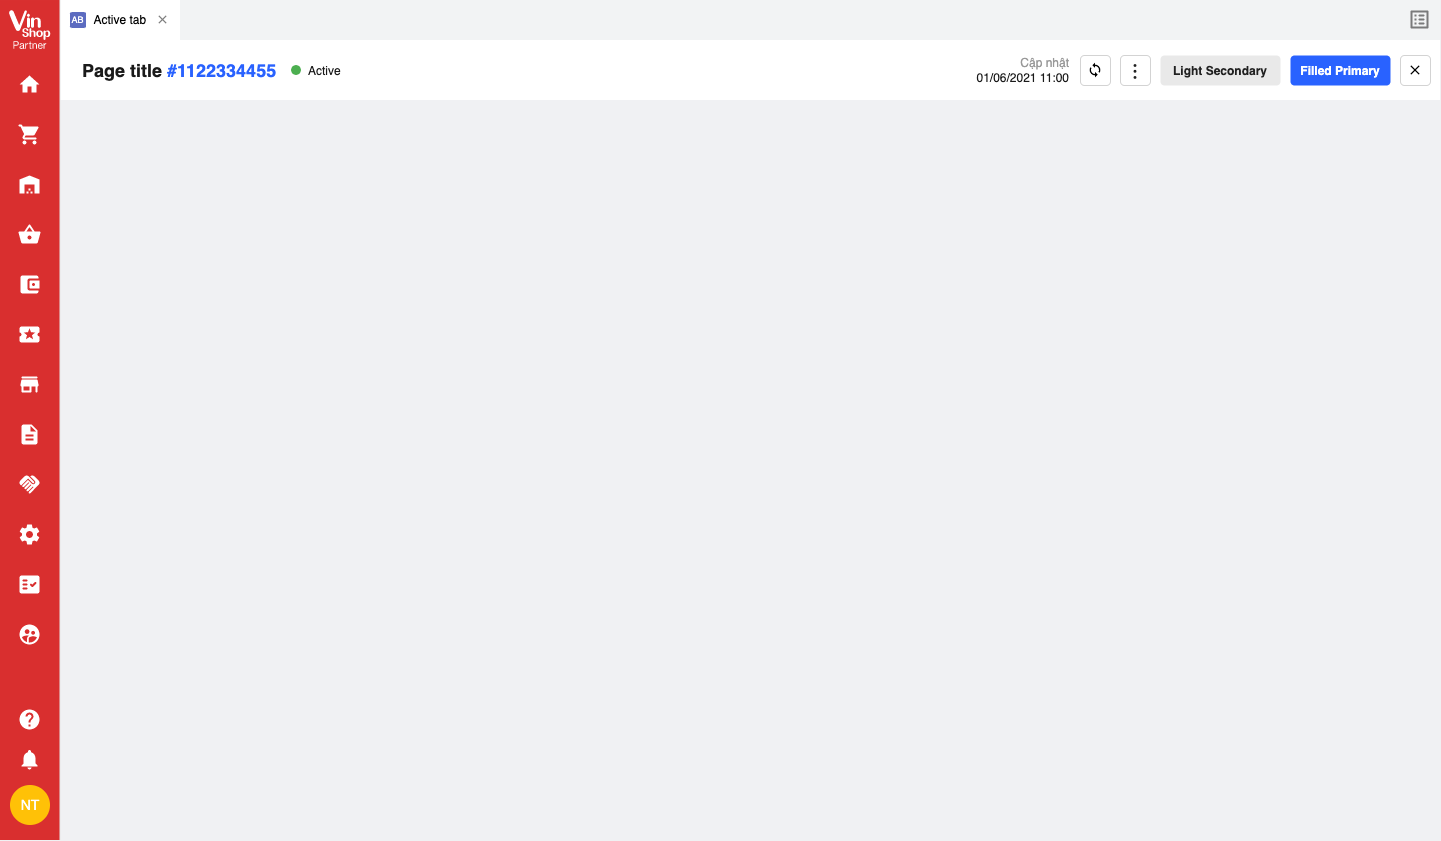 Vin
Shop
Partner
AB Active tab
Page title #1122334455 Active
Cập nhật
01/06/2021 11:00
Light Secondary
Filled Primary
NT